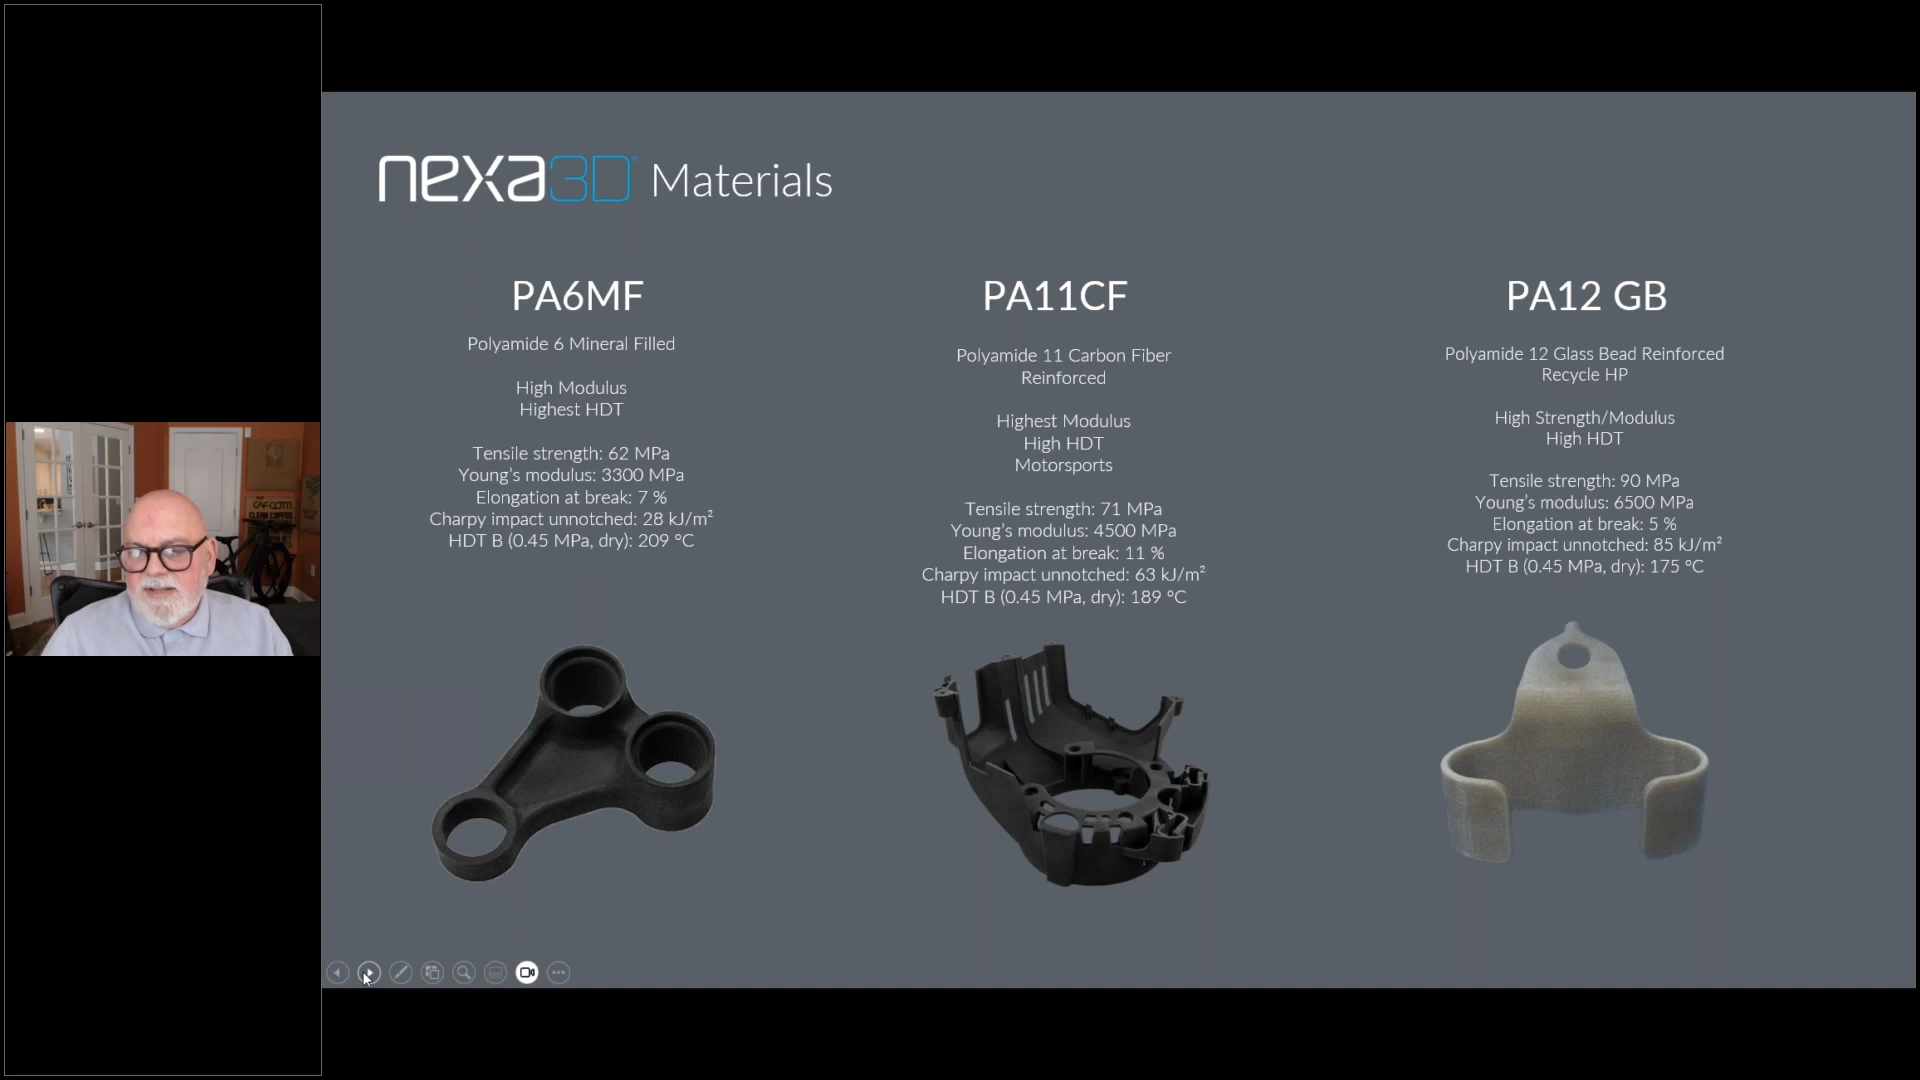 nexa3D Materials
PA6MF
Polyamide 6 Mineral Filled
High Modulus
Highest HDT
Tensile strength: 62 MPa
Young's modulus: 3300 MPa
Elongation at break: 7 %
Charpy impact unnotched: 28 kJ/m²
HDT B (0.45 MPa, dry): 209 ºC
PA11CF
Polyamide 11 Carbon Fiber
Reinforced
Highest Modulus
High HDT
Motorsports
Tensile strength: 71 MPa
Young's modulus: 4500 MPa
Elongation at break: 11 %
Charpy impact unnotched: 63 kJ/m²
HDT B (0.45 MPa, dry): 189 ºC
PA12 GB
Polyamide 12 Glass Bead Reinforced
Recycle HP
High Strength/Modulus
High HDT
Tensile strength: 90 MPa
Young's modulus: 6500 MPa
Elongation at break: 5 %
Charpy impact unnotched: 85 kJ/m²
HDT B (0.45 MPa, dry): 175 ºC